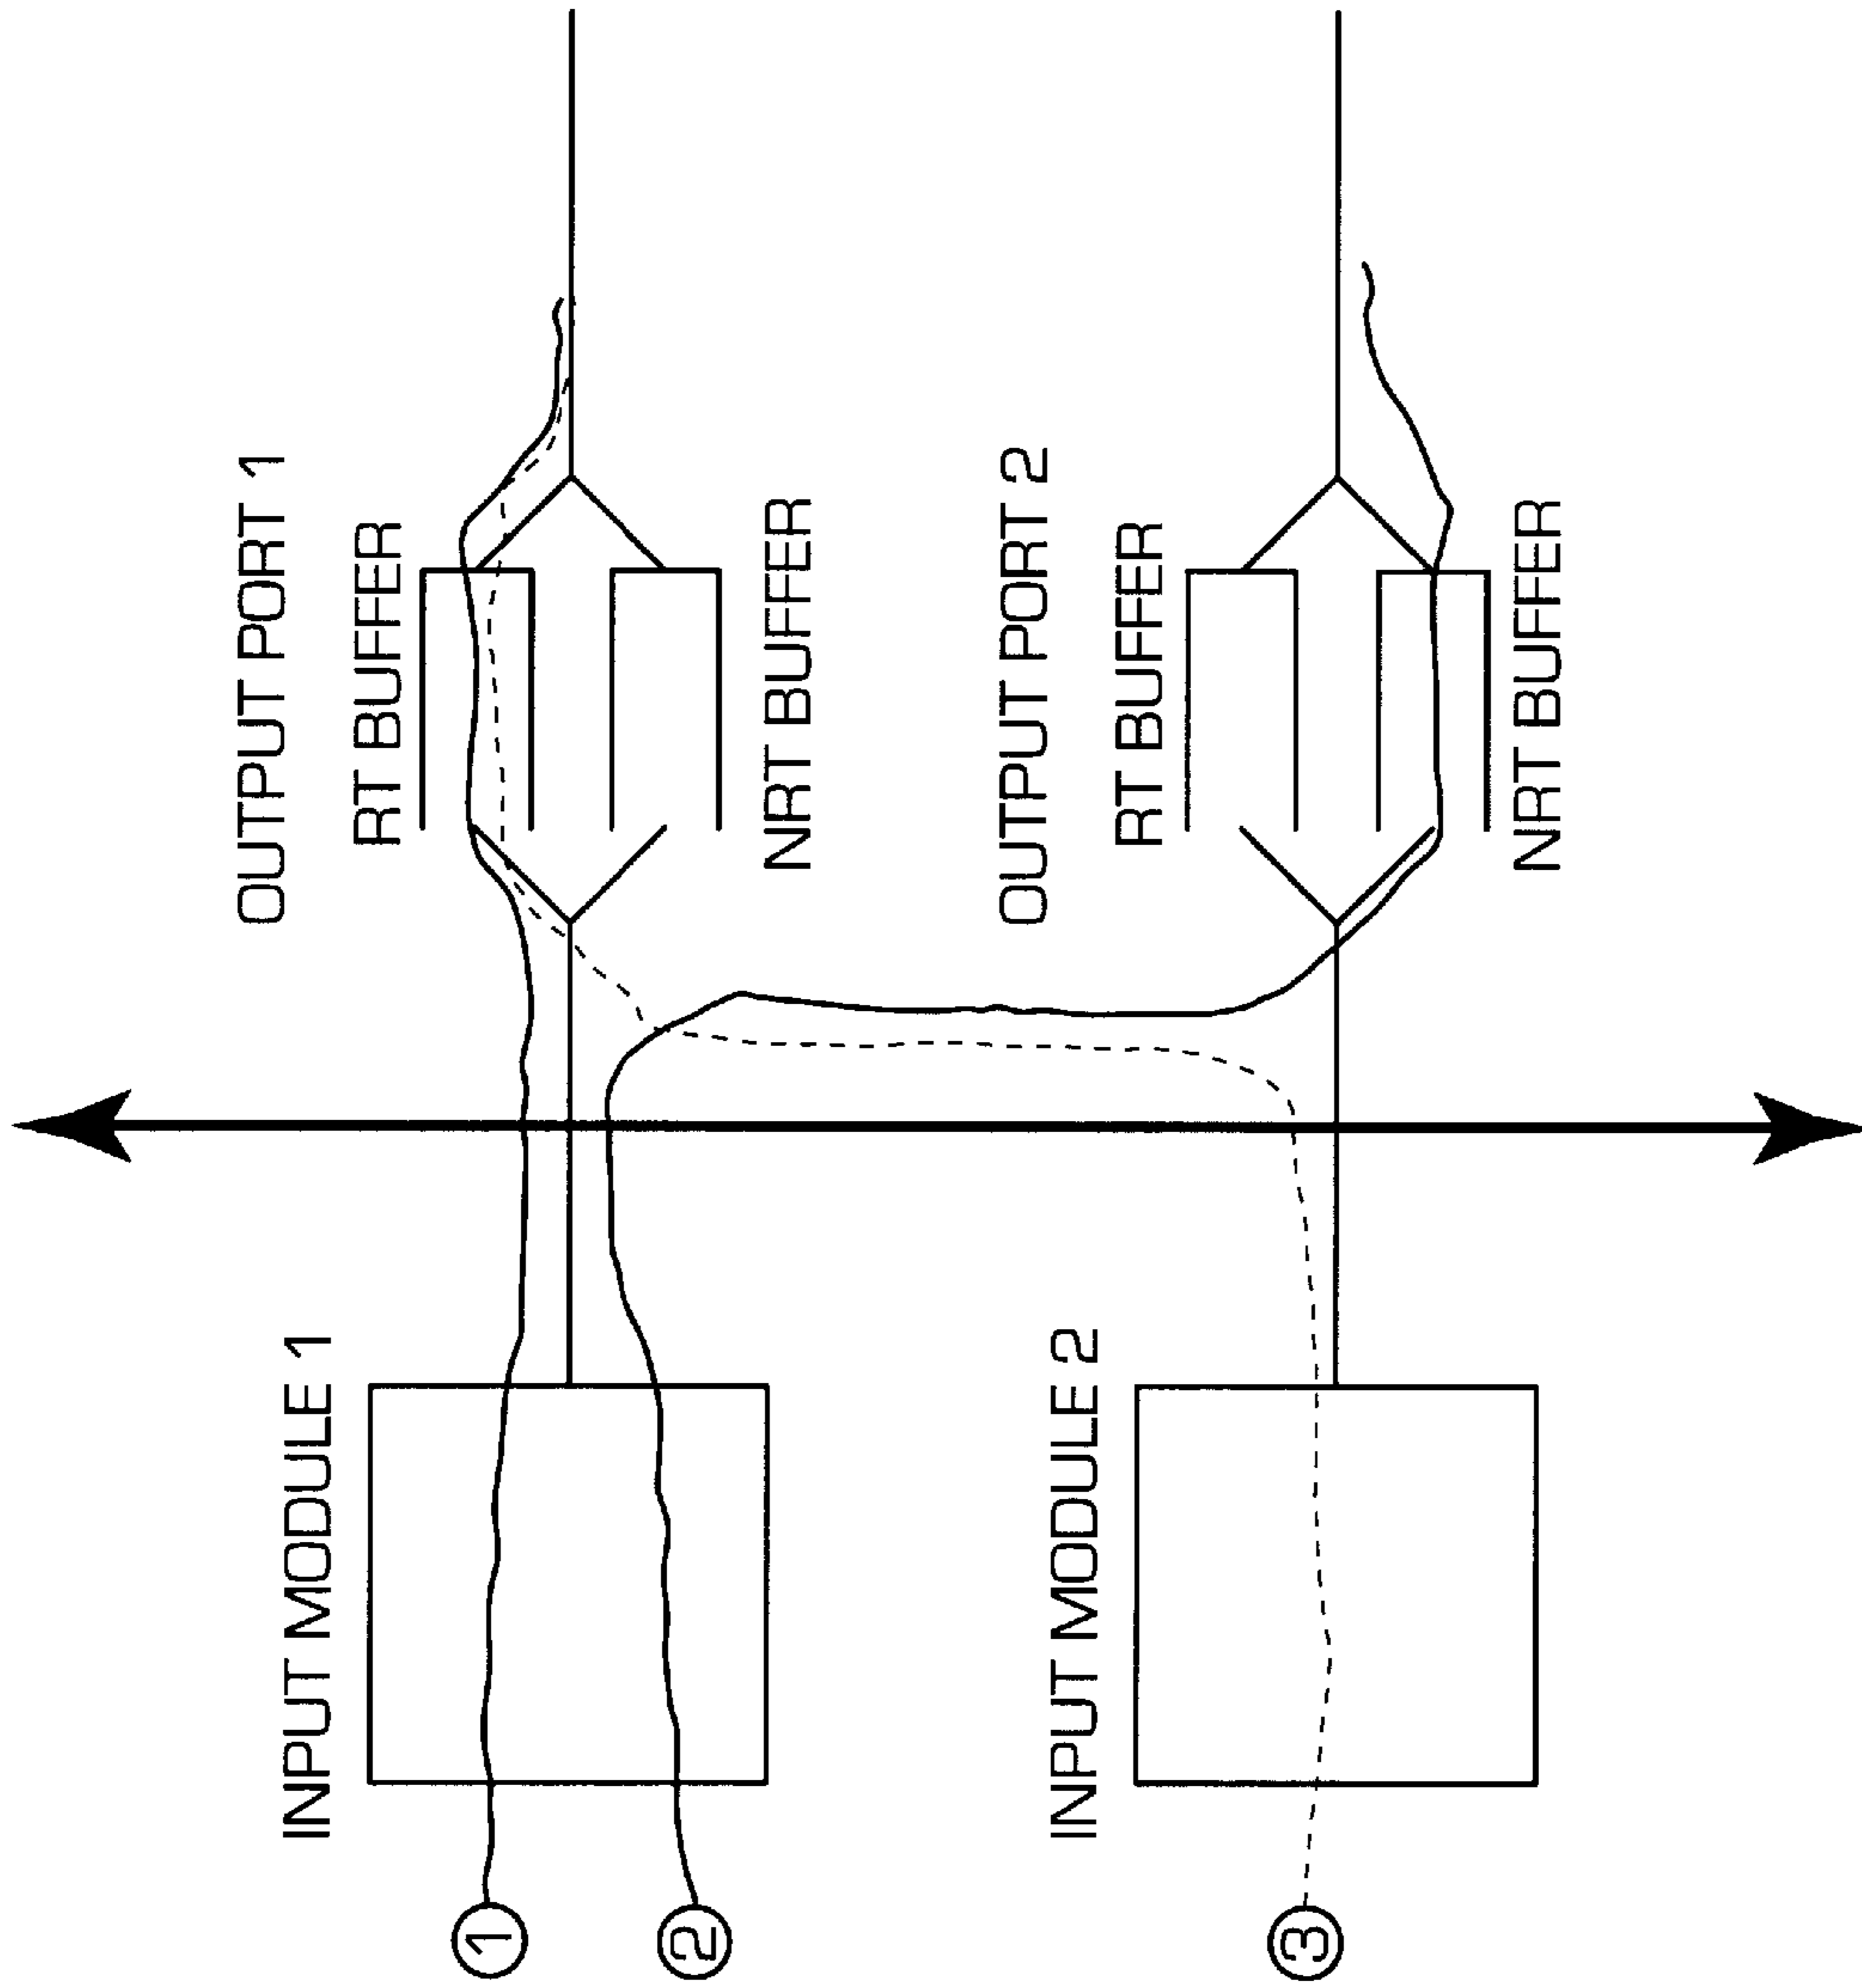 OUTPUT PORT 1
RT BUFFER
NRT BUFFER
INPUT MODULE 1
1
2
OUTPUT PORT 2
RT BUFFER
NRT BUFFER
INPUT MODULE 2
3